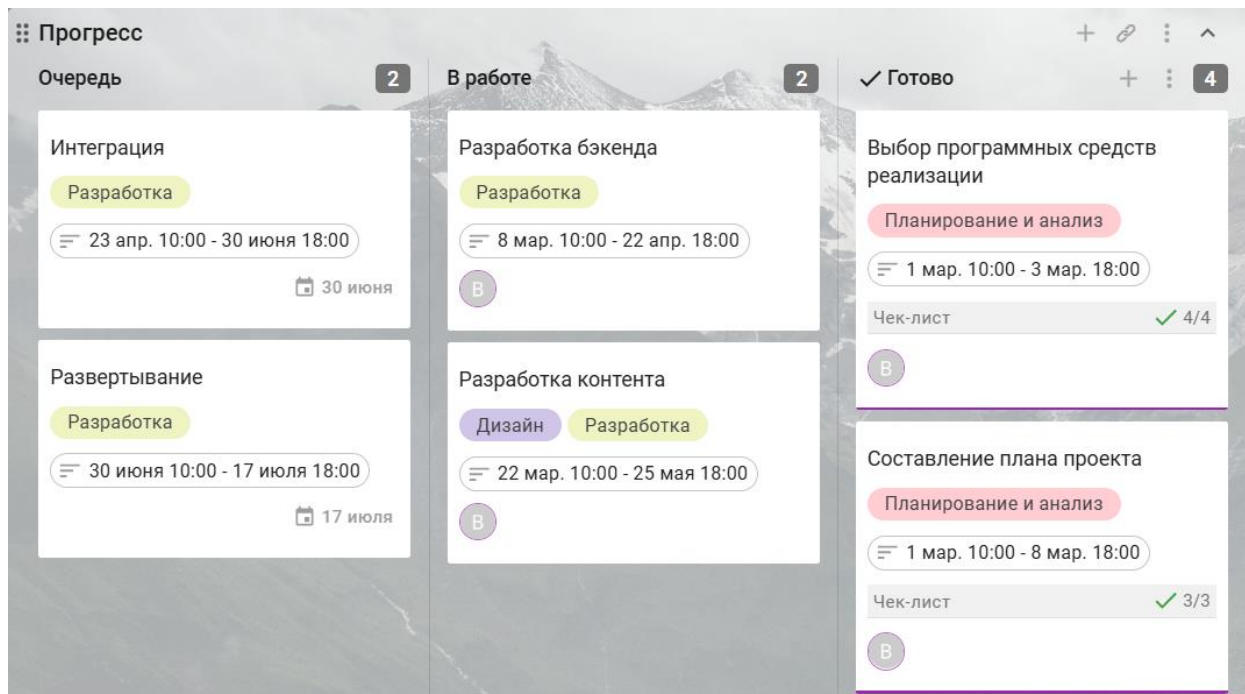 Прогресс
Очередь
2
Интеграция
Разработка
23 апр. 10:00 - 30 июня 18:00
30 июня
Развертывание
Разработка
30 июня 10:00 - 17 июля 18:00
17 июля
В работе
2
Разработка бэкенда
Разработка
8 мар. 10:00 - 22 апр. 18:00
В
Разработка контента
Дизайн Разработка
22 мар. 10:00 - 25 мая 18:00
В
Готово
4
Выбор программных средств
реализации
Планирование и анализ
1 мар. 10:00 - 3 мар. 18:00
Чек-лист 4/4
В
Составление плана проекта
Планирование и анализ
1 мар. 10:00 - 8 мар. 18:00
Чек-лист 3/3
В